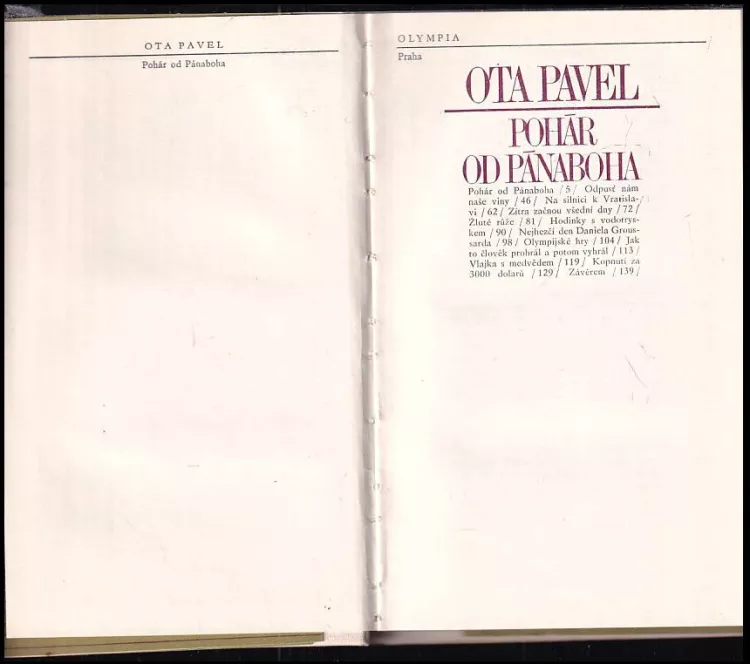 OTA PAVEL
Pohár od Pánaboha
OLYMPIA
Praha
OTA PAVEL
POHÁR
OD PÁNABOHA
Pohár od Pánaboha /5/ Odpusť nám
naše viny /46/ Na silnici k Vratisla-
vi /62/ Zítra začnou všední dny /72/
Žluté růže /81/ Hodinky s vodotrys-
kem /90/ Nejhezčí den Daniela Grous-
sarda /98/ Olympijské hry /104/ Jak
to člověk prohrál a potom vyhrál /113/
Vlajka s medvědem /119/ Kopnutí za
3000 dolarů /129/ Závěrem /139/